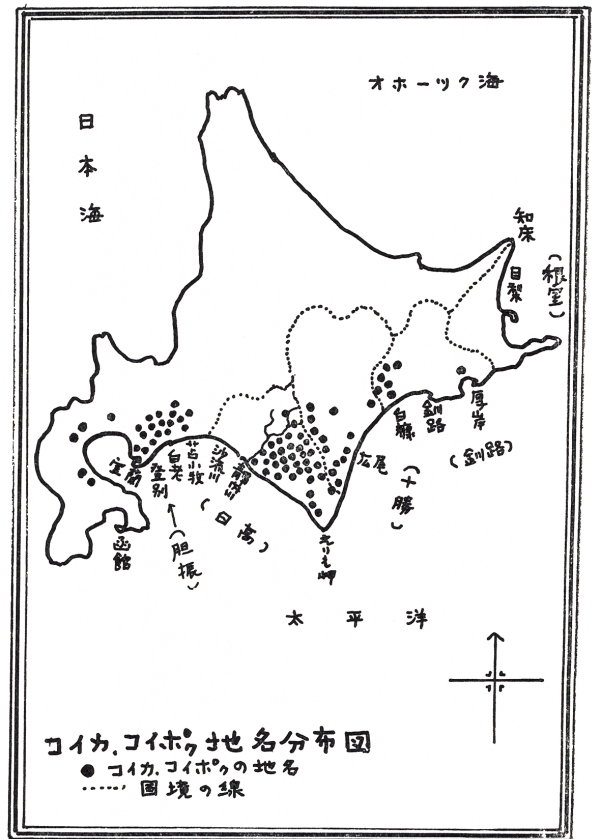 オホーツク海
日本海
知床
目梨
(根室)
厚岸
釧路
白糠
(釧路)
広尾
(十勝)
沙流川
苫小牧
白老
登別
室蘭
(日高)
(胆振)
函館
えりも岬
太平洋
コイカ.コイポㇰ地名分布図
● コイカ.コイポㇰの地名
……… 国境の線